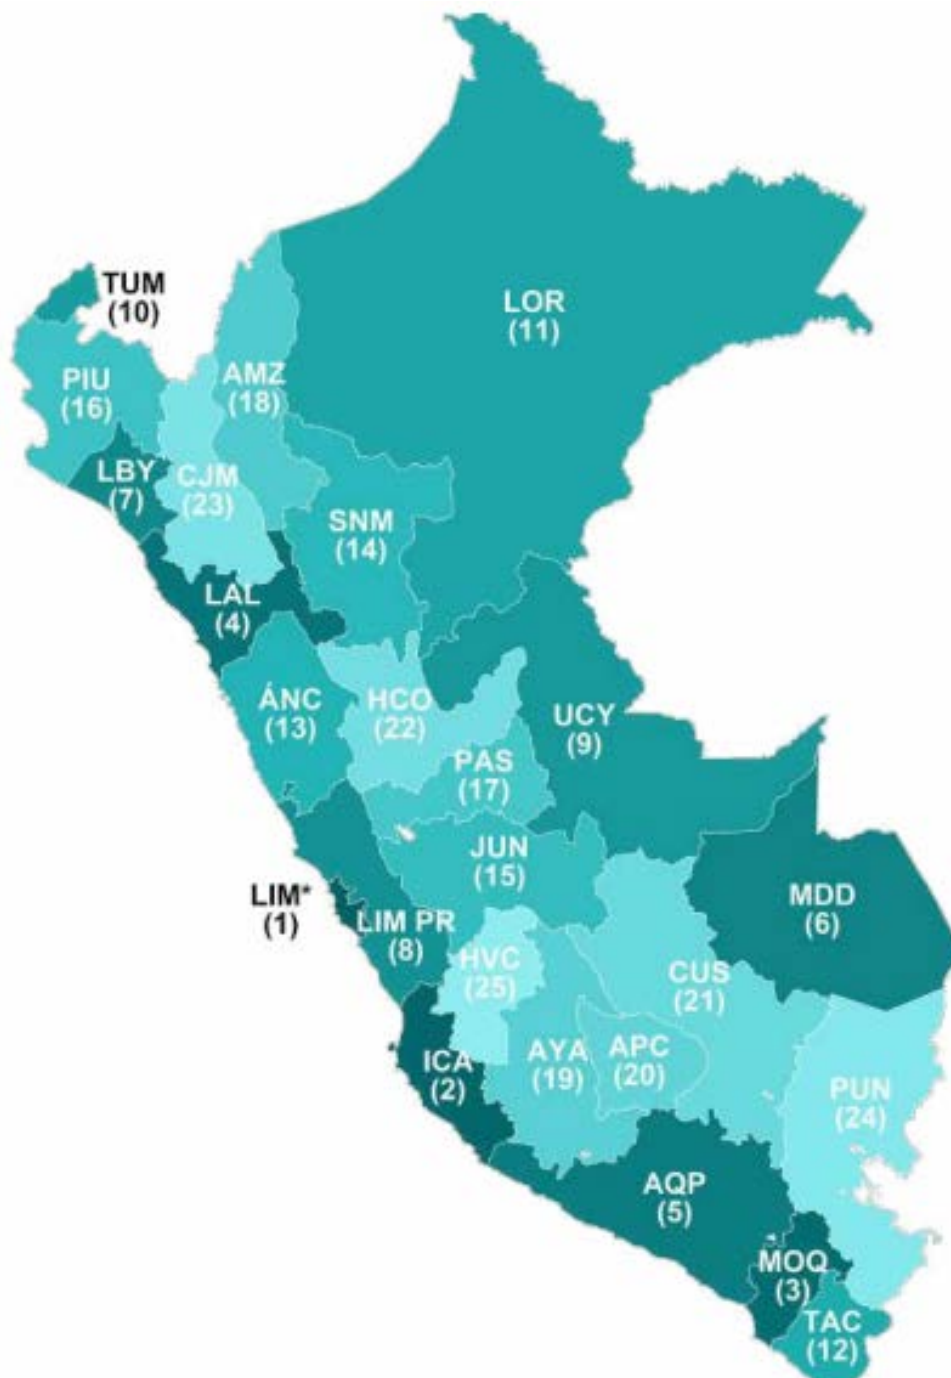 TUM
(10)
LOR
(11)
PIU
(16)
AMZ
(18)
LBY
(7)
CJM
(23)
SNM
(14)
LAL
(4)
ÁNC
(13)
HCO
(22)
UCY
(9)
PAS
(17)
JUN
(15)
LIM*
(1)
LIM PR
(8)
MDD
(6)
HVC
(25)
CUS
(21)
ICA
(2)
AYA
(19)
APC
(20)
PUN
(24)
AQP
(5)
MOQ
(3)
TAC
(12)